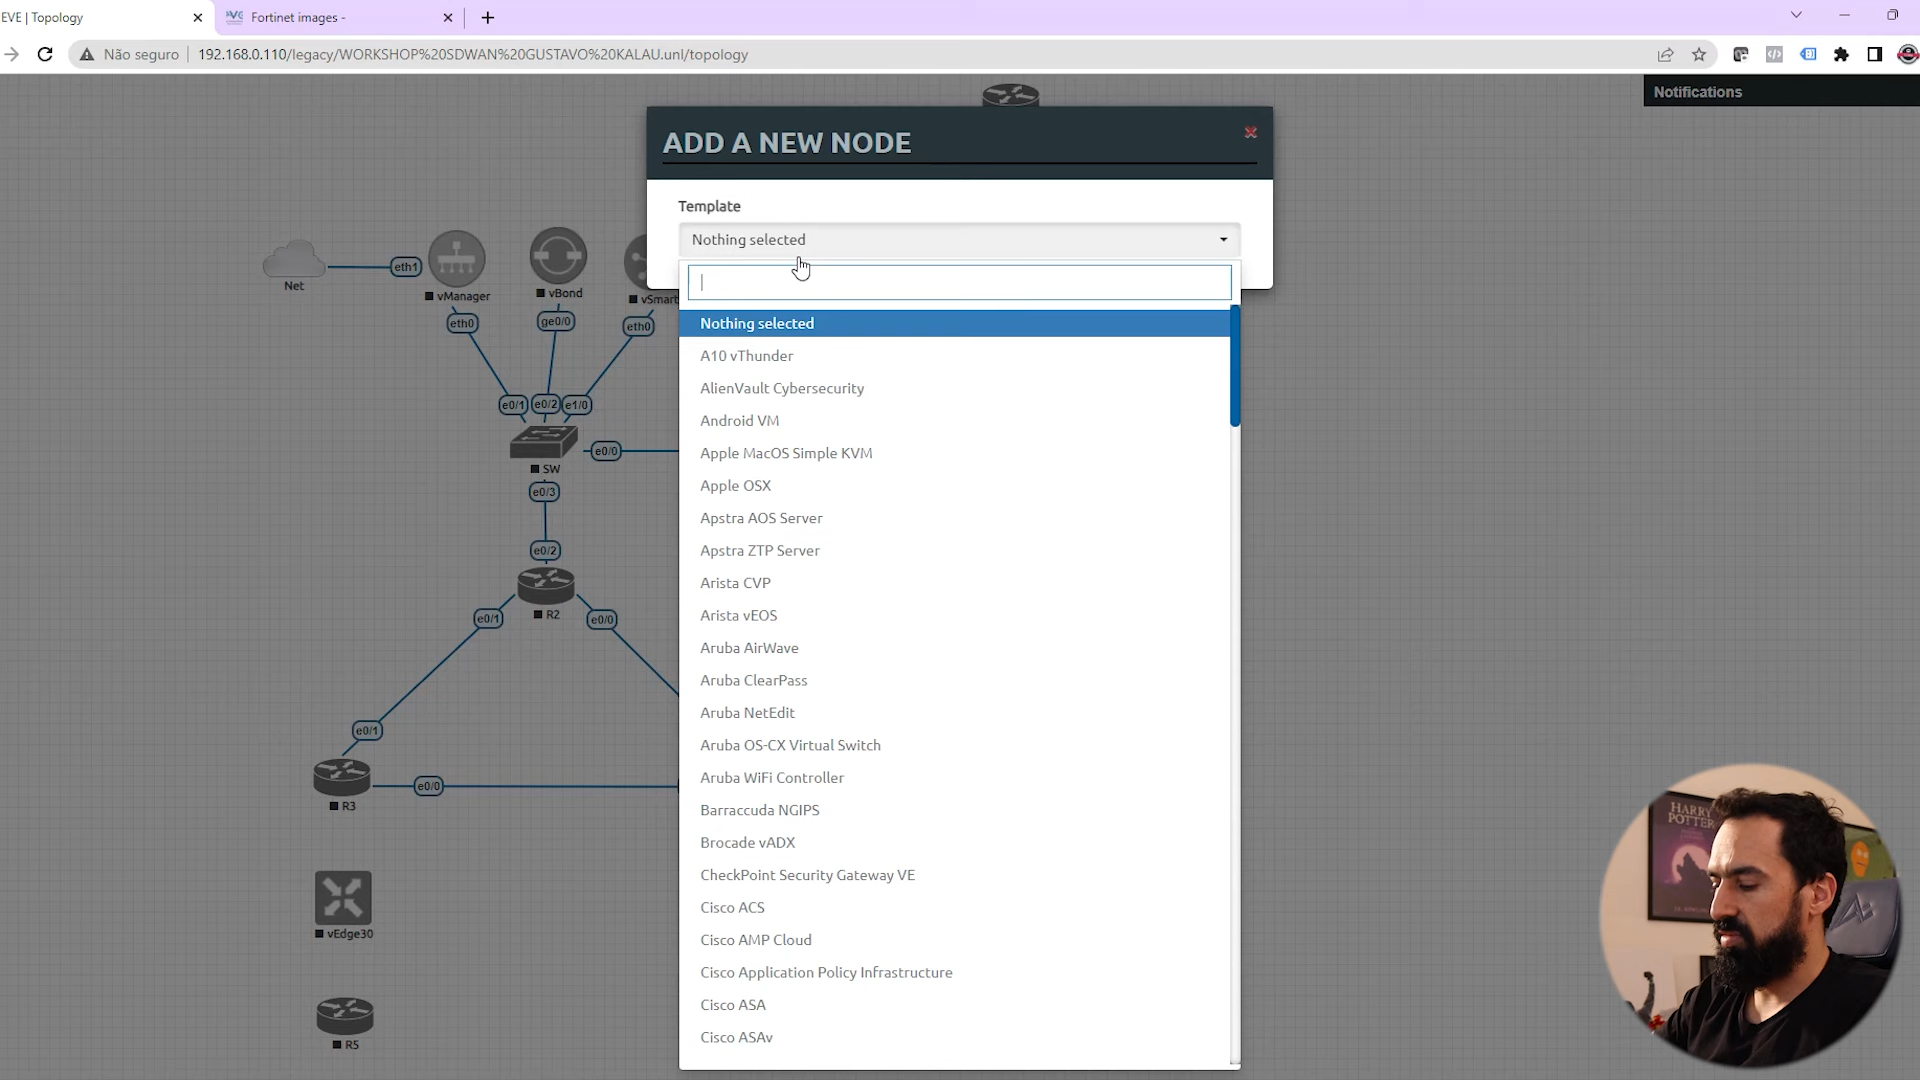 EVE | Topology
Fortinet images -
Não seguro
192.168.0.110/legacy/WORKSHOP%20SDWAN%20GUSTAVO%20KALAU.unl/topology
Notifications
ADD A NEW NODE
Template
Nothing selected
Nothing selected
A10 vThunder
AlienVault Cybersecurity
Android VM
Apple MacOS Simple KVM
Apple OSX
Apstra AOS Server
Apstra ZTP Server
Arista CVP
Arista vEOS
Aruba AirWave
Aruba ClearPass
Aruba NetEdit
Aruba OS-CX Virtual Switch
Aruba WiFi Controller
Barraccuda NGIPS
Brocade vADX
CheckPoint Security Gateway VE
Cisco ACS
Cisco AMP Cloud
Cisco Application Policy Infrastructure
Cisco ASA
Cisco ASAv
Net
eth1
vManager
vBond
vSmart
eth0
ge0/0
eth0
e0/1
e0/2
e1/0
SW
e0/0
e0/3
e0/2
R2
e0/1
e0/0
e0/1
R3
e0/0
vEdge30
R5
HARRY
POTTER